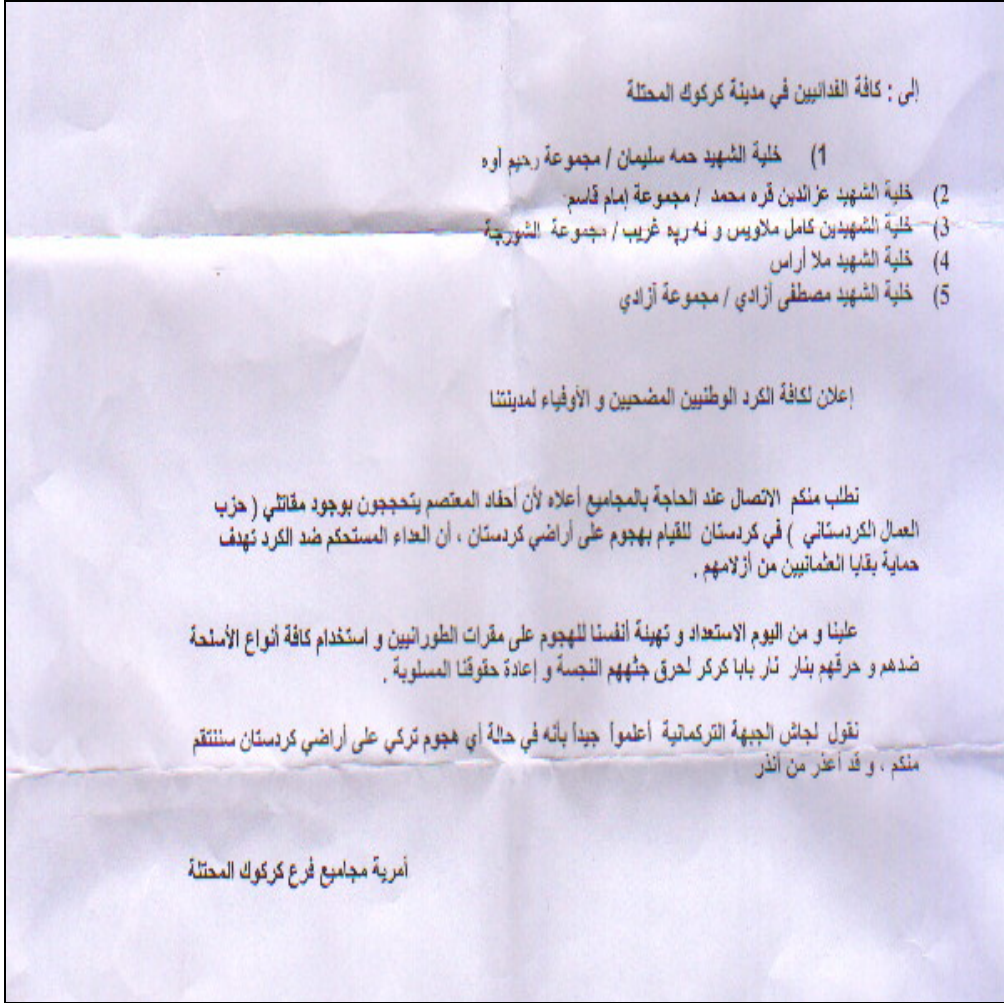 إلى : كافة الفدائيين في مدينة كركوك المحتلة
1) خلية الشهيد حمه سليمان / مجموعة رحيم أوه
2) خلية الشهيد عزالدين قره محمد / مجموعة إمام قاسم
3) خلية الشهيدين كامل ملاويس و نه ريه غريب / مجموعة الشورجة
4) خلية الشهيد ملا أراس
5) خلية الشهيد مصطفى أزادي / مجموعة أزادي
إعلان لكافة الكرد الوطنيين المضحيين و الأوفياء لمدينتنا
نطلب منكم الاتصال عند الحاجة بالمجاميع أعلاه لأن أحفاد المعتصم يتحججون بوجود مقاتلي ( حزب
العمال الكردستاني ) في كردستان للقيام بهجوم على أراضي كردستان ، أن العداء المستحكم ضد الكرد تهدف
حماية بقايا العثمانيين من أزلامهم .
علينا و من اليوم الاستعداد و تهيئة أنفسنا للهجوم على مقرات الطورانيين و استخدام كافة أنواع الأسلحة
ضدهم و حرقهم بنار نار بابا كركر لحرق جثثهم النجسة و إعادة حقوقنا المسلوبة .
نقول لجاش الجبهة التركمانية أعلموا جيداً بأنه في حالة أي هجوم تركي على أراضي كردستان سننتقم
منكم ، و قد اعذر من أنذر
أمرية مجاميع فرع كركوك المحتلة